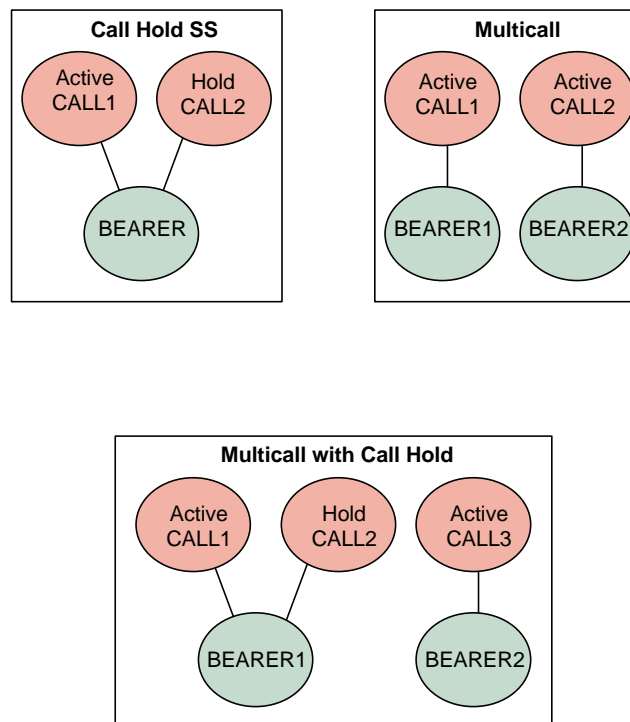 Call Hold SS
Active
CALL1
Hold
CALL2
BEARER
Multicall
Active
CALL1
Active
CALL2
BEARER1
BEARER2
Multicall with Call Hold
Active
CALL1
Hold
CALL2
Active
CALL3
BEARER1
BEARER2